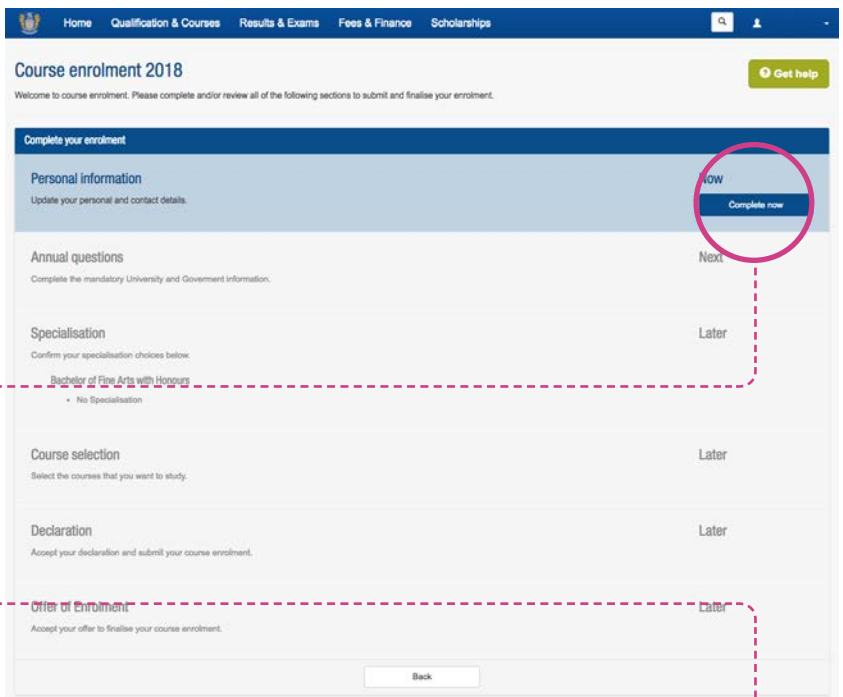 Home Qualification & Courses Results & Exams Fees & Finance Scholarships
Course enrolment 2018
Get help
Welcome to course enrolment. Please complete and/or review all of the following sections to submit and finalise your enrolment.
Complete your enrolment
Personal information Now
Update your personal and contact details. Complete now
Annual questions Next
Complete the mandatory University and Goverment information.
Specialisation Later
Confirm your specialisation choices below.
Bachelor of Fine Arts with Honours
• No Specialisation
Course selection Later
Select the courses that you want to study.
Declaration Later
Accept your declaration and submit your course enrolment.
Offer of Enrolment Later
Accept your offer to finalise your course enrolment.
Back